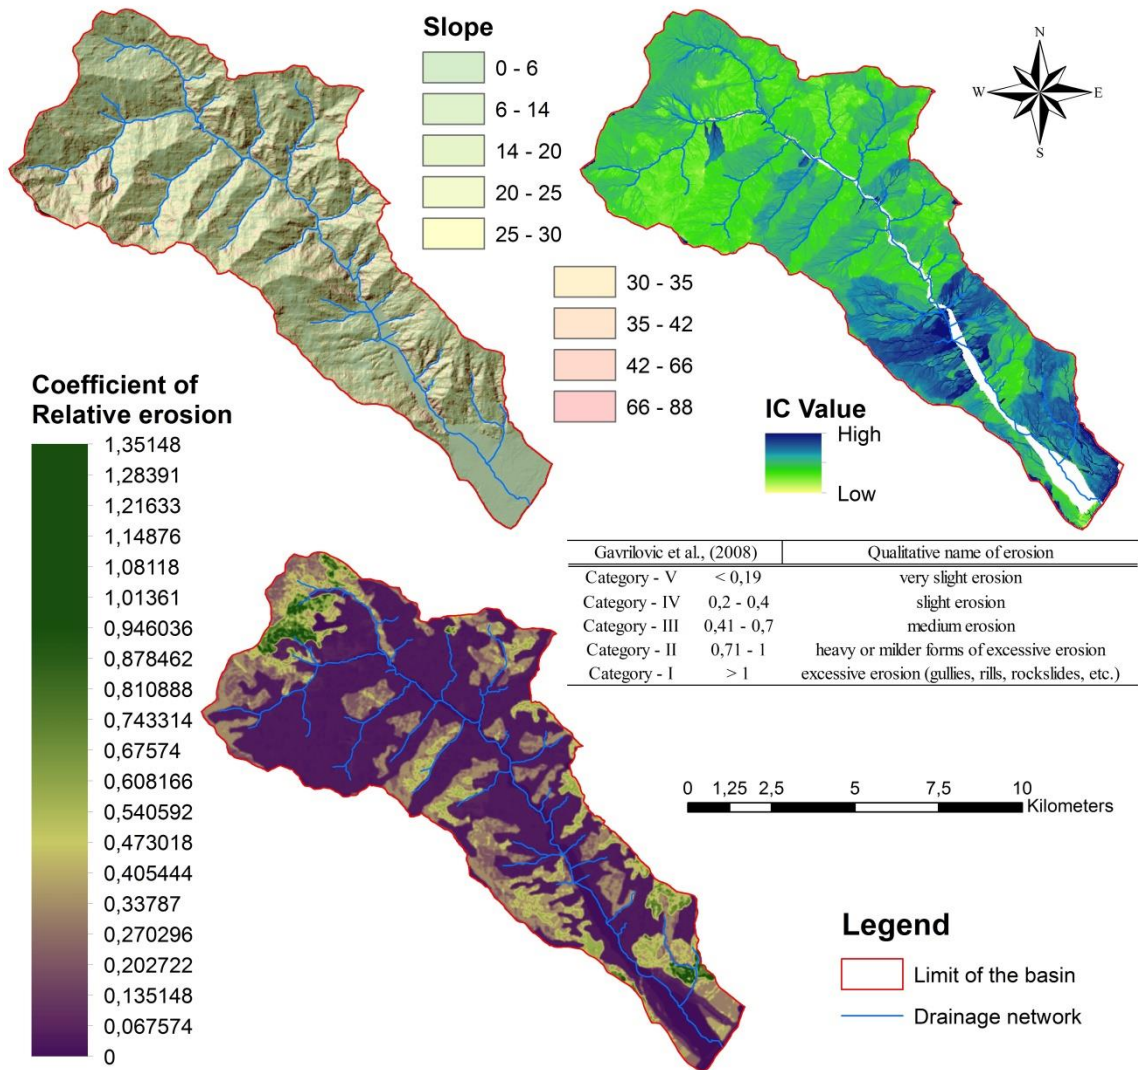 Slope
0 - 6
6 - 14
14 - 20
20 - 25
25 - 30
30 - 35
35 - 42
42 - 66
66 - 88
N
W
E
S
IC Value
High
Low
Coefficient of
Relative erosion
1,35148
1,28391
1,21633
1,14876
1,08118
1,01361
0,946036
0,878462
0,810888
0,743314
0,67574
0,608166
0,540592
0,473018
0,405444
0,33787
0,270296
0,202722
0,135148
0,067574
0
Gavrilovic et al., (2008) Qualitative name of erosion
Category - V < 0,19 very slight erosion
Category - IV 0,2 - 0,4 slight erosion
Category - III 0,41 - 0,7 medium erosion
Category - II 0,71 - 1 heavy or milder forms of excessive erosion
Category - I > 1 excessive erosion (gullies, rills, rockslides, etc.)
0 1,25 2,5 5 7,5 10
Kilometers
Legend
Limit of the basin
Drainage network